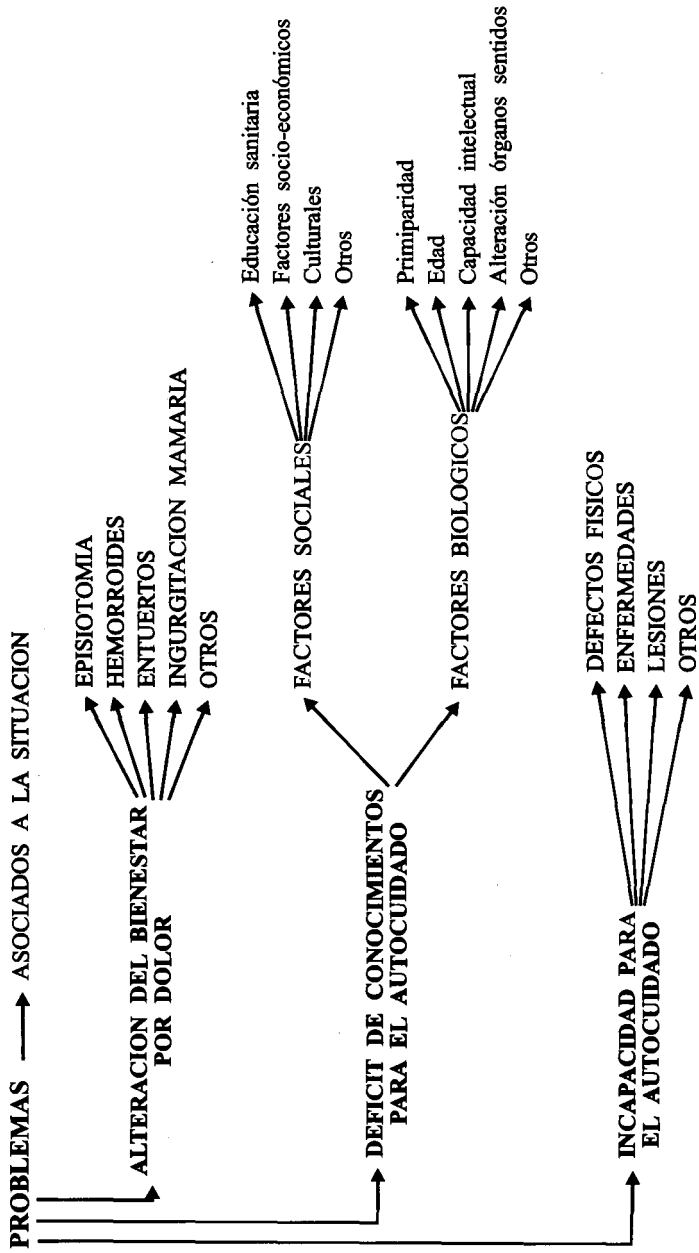 PROBLEMAS → ASOCIADOS A LA SITUACION
ALTERACION DEL BIENESTAR
POR DOLOR
EPISIOTOMIA
HEMORROIDES
ENTUERTOS
INGURGITACION MAMARIA
OTROS
DEFICIT DE CONOCIMIENTOS
PARA EL AUTOCUIDADO
FACTORES SOCIALES
Educación sanitaria
Factores socio-económicos
Culturales
Otros
FACTORES BIOLOGICOS
Primiparidad
Edad
Capacidad intelectual
Alteración órganos sentidos
Otros
INCAPACIDAD PARA
EL AUTOCUIDADO
DEFECTOS FISICOS
ENFERMEDADES
LESIONES
OTROS